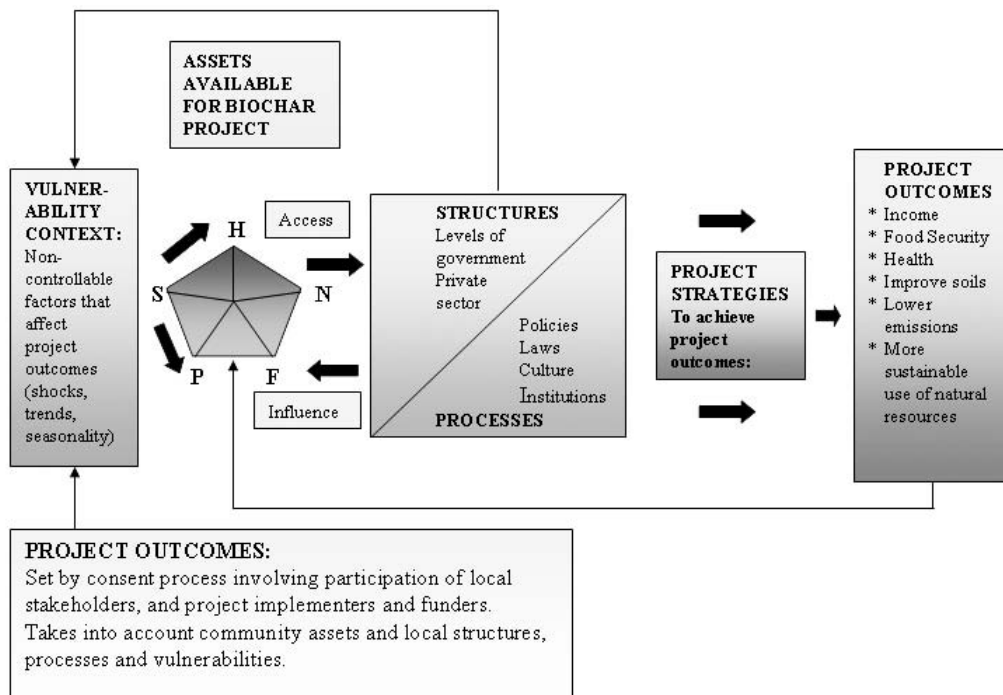 ASSETS
AVAILABLE
FOR BIOCHAR
PROJECT
VULNER-
ABILITY
CONTEXT:
Non-
controllable
factors that
affect
project
outcomes
(shocks,
trends,
seasonality)
H
S
N
P
F
Access
Influence
STRUCTURES
Levels of
government
Private
sector
Policies
Laws
Culture
Institutions
PROCESSES
PROJECT
STRATEGIES
To achieve
project
outcomes:
PROJECT
OUTCOMES
* Income
* Food Security
* Health
* Improve soils
* Lower
emissions
* More
sustainable
use of natural
resources
PROJECT OUTCOMES:
Set by consent process involving participation of local
stakeholders, and project implementers and funders.
Takes into account community assets and local structures,
processes and vulnerabilities.